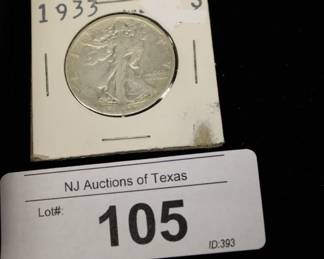 1933 S
NJ Auctions of Texas
Lot#:
105
ID:393